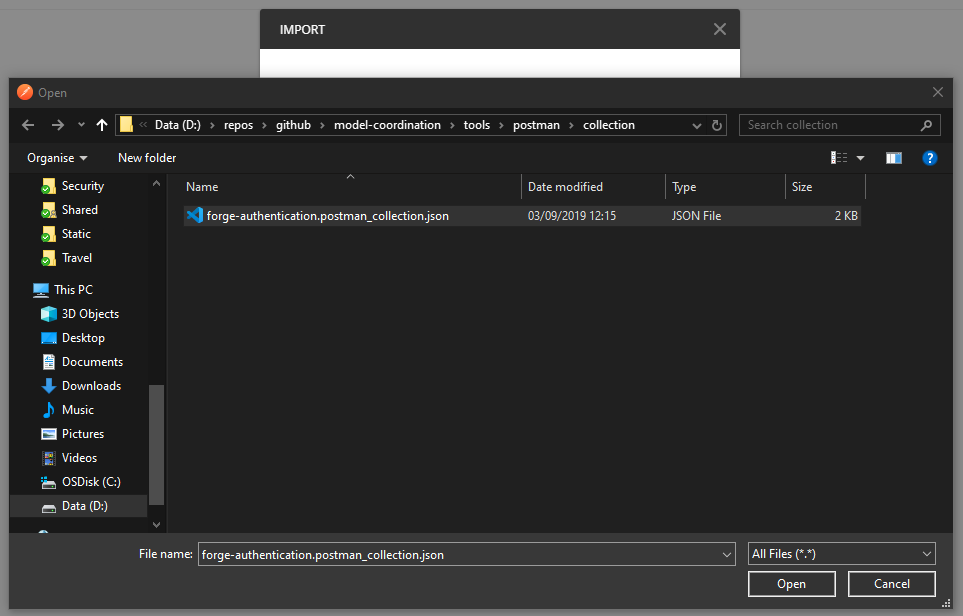 IMPORT
Open
« Data (D:) › repos › github › model-coordination › tools › postman › collection
Search collection
Organise New folder
?
Name Date modified Type Size
forge-authentication.postman_collection.json 03/09/2019 12:15 JSON File 2 KB
Security
Shared
Static
Travel
This PC
3D Objects
Desktop
Documents
Downloads
Music
Pictures
Videos
OSDisk (C:)
Data (D:)
File name: forge-authentication.postman_collection.json All Files (*.*)
Open Cancel